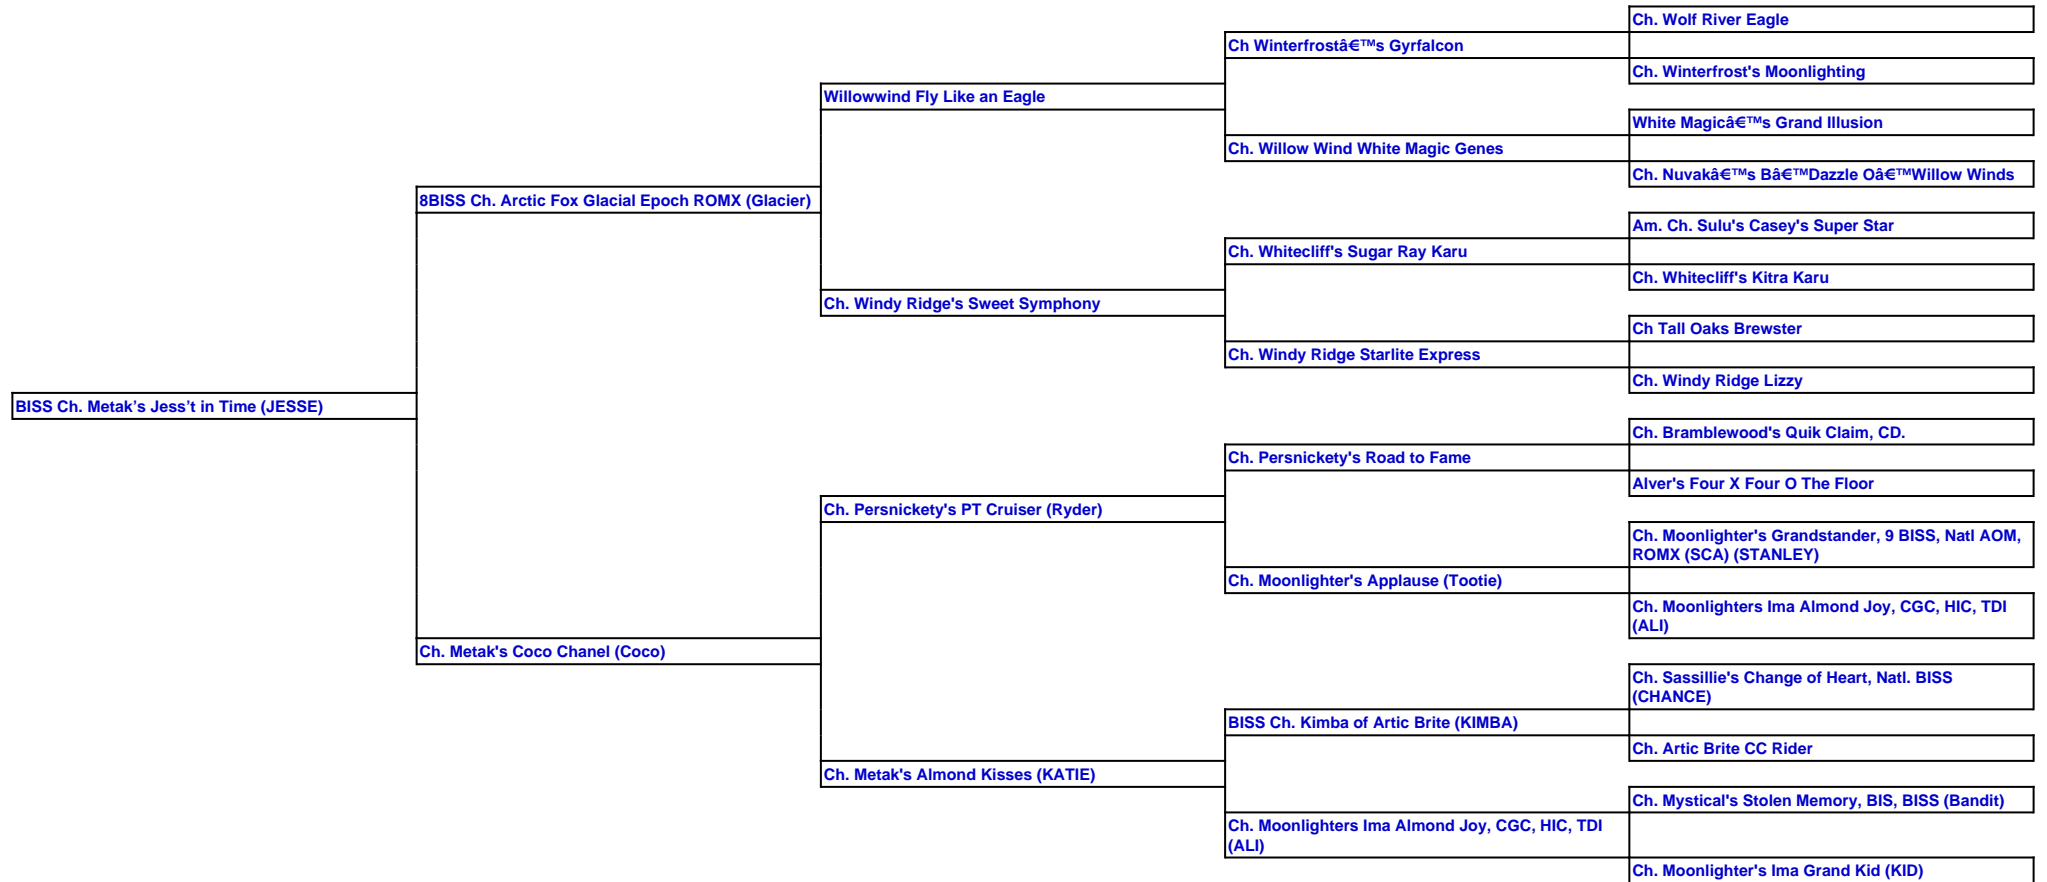 Ch. Wolf River Eagle
Ch Winterfrostâ€™s Gyrfalcon
Ch. Winterfrost's Moonlighting
Willowwind Fly Like an Eagle
White Magicâ€™s Grand Illusion
Ch. Willow Wind White Magic Genes
Ch. Nuvakâ€™s Bâ€™Dazzle Oâ€™Willow Winds
8BISS Ch. Arctic Fox Glacial Epoch ROMX (Glacier)
Am. Ch. Sulu's Casey's Super Star
Ch. Whitecliff's Sugar Ray Karu
Ch. Whitecliff's Kitra Karu
Ch. Windy Ridge's Sweet Symphony
Ch Tall Oaks Brewster
Ch. Windy Ridge Starlite Express
Ch. Windy Ridge Lizzy
BISS Ch. Metak’s Jess’t in Time (JESSE)
Ch. Bramblewood's Quik Claim, CD.
Ch. Persnickety's Road to Fame
Alver's Four X Four O The Floor
Ch. Persnickety's PT Cruiser (Ryder)
Ch. Moonlighter's Grandstander, 9 BISS, Natl AOM,
ROMX (SCA) (STANLEY)
Ch. Moonlighter's Applause (Tootie)
Ch. Moonlighters Ima Almond Joy, CGC, HIC, TDI
(ALI)
Ch. Metak's Coco Chanel (Coco)
Ch. Sassillie's Change of Heart, Natl. BISS
(CHANCE)
BISS Ch. Kimba of Artic Brite (KIMBA)
Ch. Artic Brite CC Rider
Ch. Metak's Almond Kisses (KATIE)
Ch. Mystical's Stolen Memory, BIS, BISS (Bandit)
Ch. Moonlighters Ima Almond Joy, CGC, HIC, TDI
(ALI)
Ch. Moonlighter's Ima Grand Kid (KID)